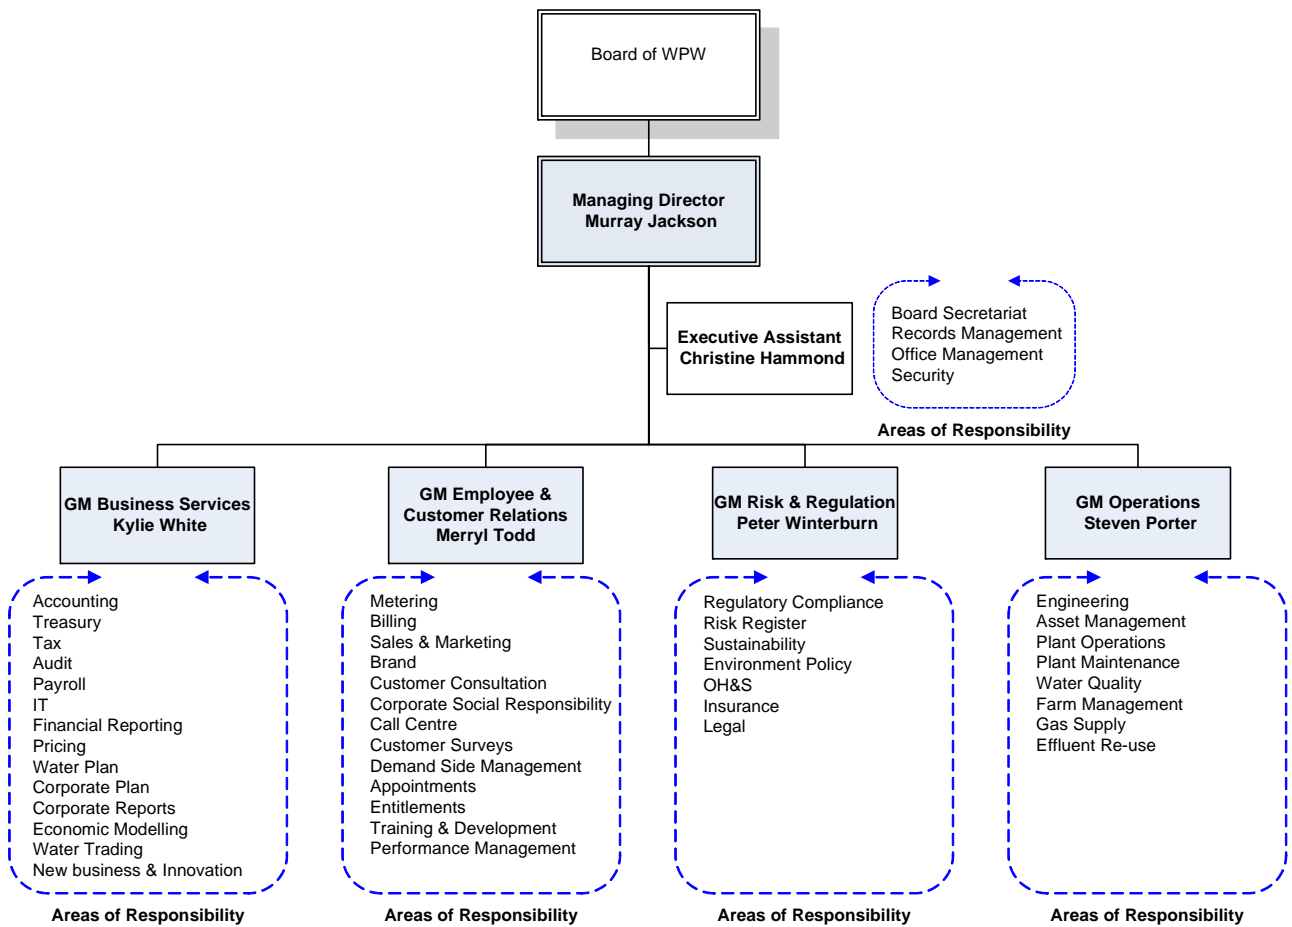 Board of WPW
Managing Director
Murray Jackson
Executive Assistant
Christine Hammond
Board Secretariat
Records Management
Office Management
Security
Areas of Responsibility
GM Business Services
Kylie White
GM Employee &
Customer Relations
Merryl Todd
GM Risk & Regulation
Peter Winterburn
GM Operations
Steven Porter
Accounting
Treasury
Tax
Audit
Payroll
IT
Financial Reporting
Pricing
Water Plan
Corporate Plan
Corporate Reports
Economic Modelling
Water Trading
New business & Innovation
Areas of Responsibility
Metering
Billing
Sales & Marketing
Brand
Customer Consultation
Corporate Social Responsibility
Call Centre
Customer Surveys
Demand Side Management
Appointments
Entitlements
Training & Development
Performance Management
Areas of Responsibility
Regulatory Compliance
Risk Register
Sustainability
Environment Policy
OH&S
Insurance
Legal
Areas of Responsibility
Engineering
Asset Management
Plant Operations
Plant Maintenance
Water Quality
Farm Management
Gas Supply
Effluent Re-use
Areas of Responsibility